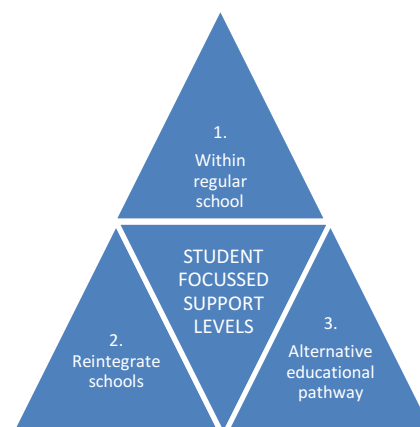 1.
Within
regular
school
STUDENT
FOCUSSED
SUPPORT
LEVELS
2.
Reintegrate
schools
3.
Alternative
educational
pathway